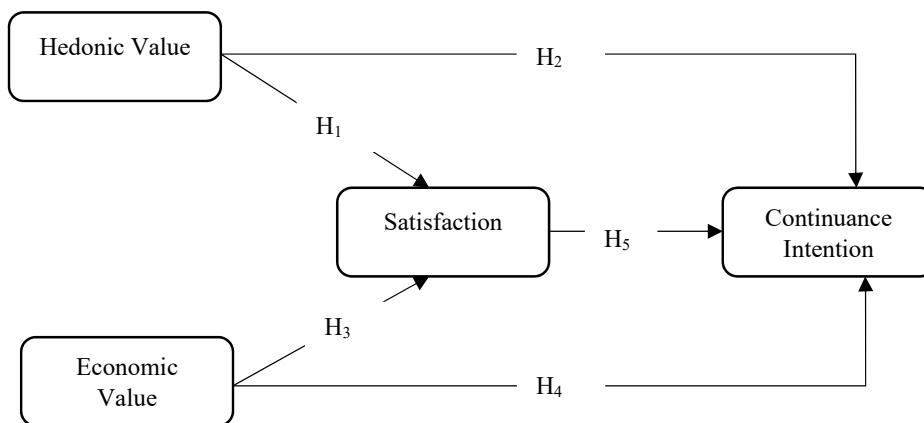 Hedonic Value
H₂
H₁
Satisfaction
Continuance
Intention
H₅
H₃
Economic
Value
H₄